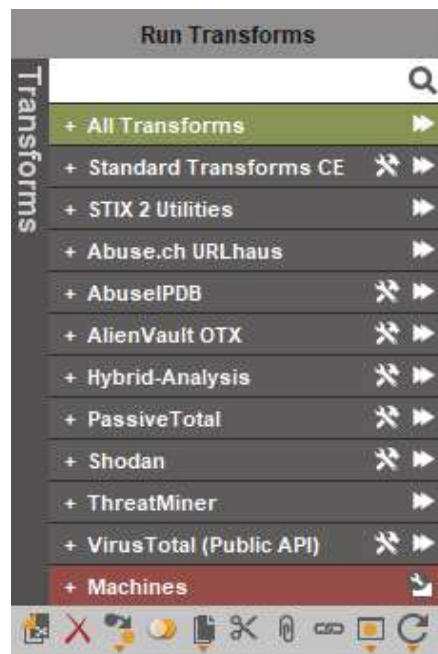 Run Transforms
Transforms
+ All Transforms
+ Standard Transforms CE
+ STIX 2 Utilities
+ Abuse.ch URLhaus
+ AbuseIPDB
+ AlienVault OTX
+ Hybrid-Analysis
+ PassiveTotal
+ Shodan
+ ThreatMiner
+ VirusTotal (Public API)
+ Machines